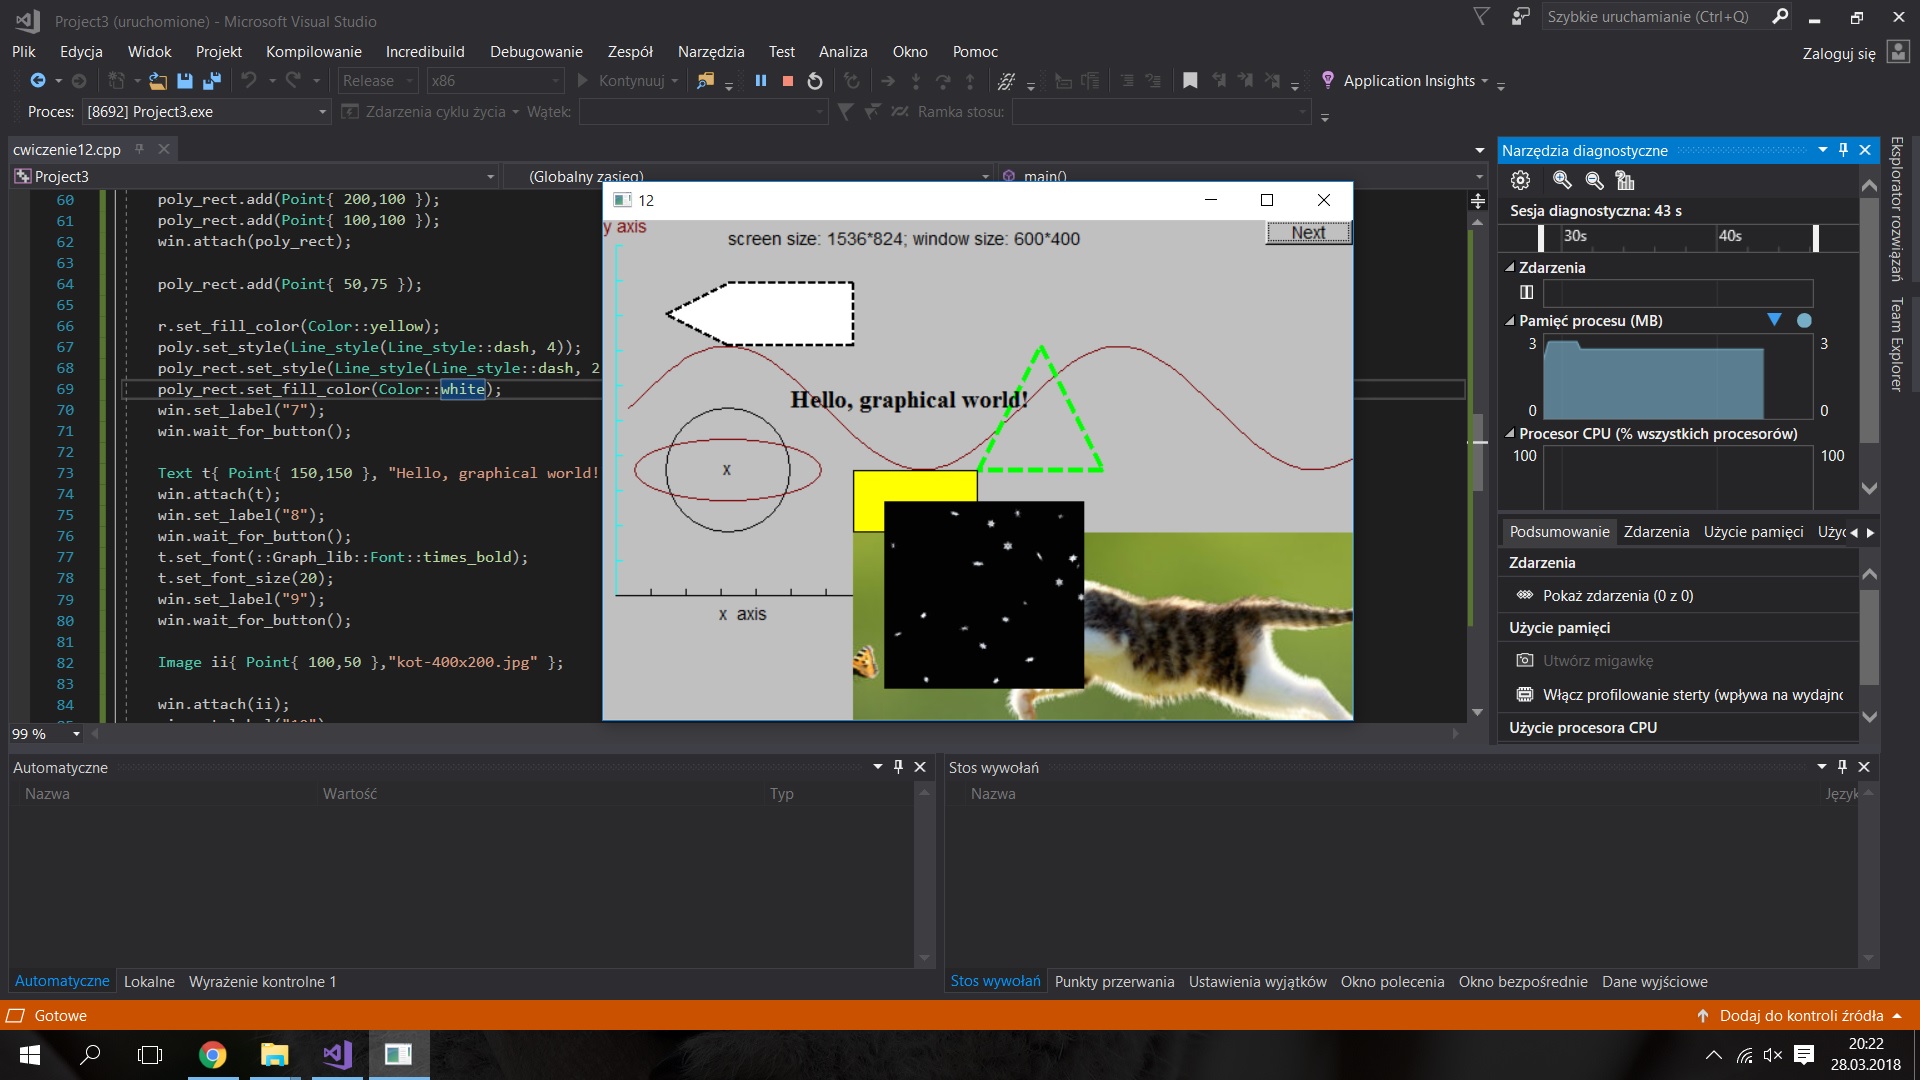 Project3 (uruchomione) - Microsoft Visual Studio
Szybkie uruchamianie (Ctrl+Q)
Plik Edycja Widok Projekt Kompilowanie Incredibuild Debugowanie Zespół Narzędzia Test Analiza Okno Pomoc
Zaloguj się
Release x86 Kontynuuj Application Insights
Proces: [8692] Project3.exe Zdarzenia cyklu życia Wątek: Ramka stosu:
cwiczenie12.cpp
Project3 (Globalny zasięg) main()
60 poly_rect.add(Point{ 200,100 });
61 poly_rect.add(Point{ 100,100 });
62 win.attach(poly_rect);
63
64 poly_rect.add(Point{ 50,75 });
65
66 r.set_fill_color(Color::yellow);
67 poly.set_style(Line_style(Line_style::dash, 4));
68 poly_rect.set_style(Line_style(Line_style::dash, 2
69 poly_rect.set_fill_color(Color::white);
70 win.set_label("7");
71 win.wait_for_button();
72
73 Text t{ Point{ 150,150 }, "Hello, graphical world!
74 win.attach(t);
75 win.set_label("8");
76 win.wait_for_button();
77 t.set_font(::Graph_lib::Font::times_bold);
78 t.set_font_size(20);
79 win.set_label("9");
80 win.wait_for_button();
81
82 Image ii{ Point{ 100,50 },"kot-400x200.jpg" };
83
84 win.attach(ii);
99 %
12
y axis
screen size: 1536*824; window size: 600*400
Next
Hello, graphical world!
x
x axis
Narzędzia diagnostyczne
Sesja diagnostyczna: 43 s
30s 40s
Zdarzenia
Pamięć procesu (MB)
3 3
0 0
Procesor CPU (% wszystkich procesorów)
100 100
Podsumowanie Zdarzenia Użycie pamięci Użyc
Zdarzenia
Pokaż zdarzenia (0 z 0)
Użycie pamięci
Utwórz migawkę
Włącz profilowanie sterty (wpływa na wydajnc
Użycie procesora CPU
Eksplorator rozwiązań
Team Explorer
Automatyczne
Nazwa Wartość Typ
Automatyczne Lokalne Wyrażenie kontrolne 1
Stos wywołań
Nazwa Język
Stos wywołań Punkty przerwania Ustawienia wyjątków Okno polecenia Okno bezpośrednie Dane wyjściowe
Gotowe
Dodaj do kontroli źródła
20:22
28.03.2018